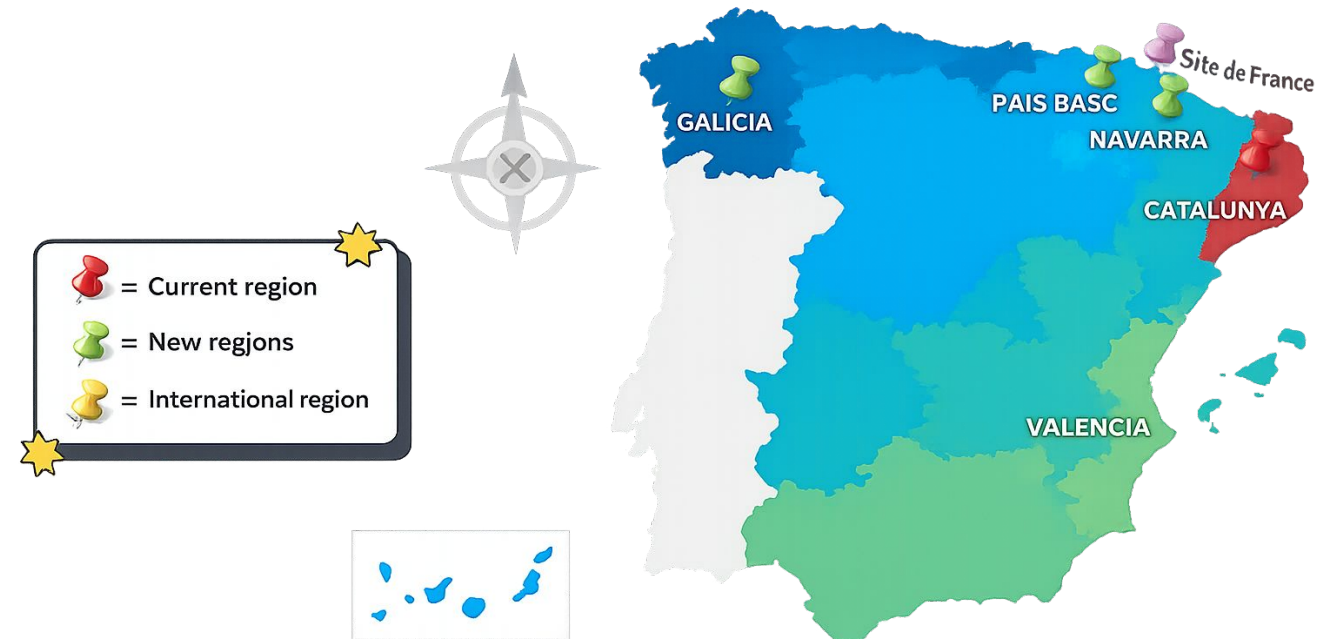 Site de France
PAIS BASC
GALICIA
NAVARRA
CATALUNYA
= Current region
= New regjons
= International region
VALENCIA